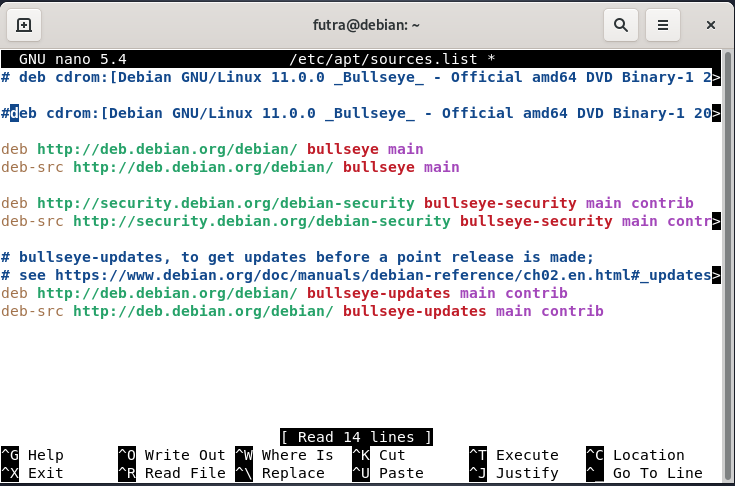 futra@debian: ~
GNU nano 5.4 /etc/apt/sources.list *
# deb cdrom:[Debian GNU/Linux 11.0.0 _Bullseye_ - Official amd64 DVD Binary-1 2>
#deb cdrom:[Debian GNU/Linux 11.0.0 _Bullseye_ - Official amd64 DVD Binary-1 20>
deb http://deb.debian.org/debian/ bullseye main
deb-src http://deb.debian.org/debian/ bullseye main
deb http://security.debian.org/debian-security bullseye-security main contrib
deb-src http://security.debian.org/debian-security bullseye-security main contr>
# bullseye-updates, to get updates before a point release is made;
# see https://www.debian.org/doc/manuals/debian-reference/ch02.en.html#_updates>
deb http://deb.debian.org/debian/ bullseye-updates main contrib
deb-src http://deb.debian.org/debian/ bullseye-updates main contrib
[ Read 14 lines ]
^G Help ^O Write Out ^W Where Is ^K Cut ^T Execute ^C Location
^X Exit ^R Read File ^\ Replace ^U Paste ^J Justify ^_ Go To Line